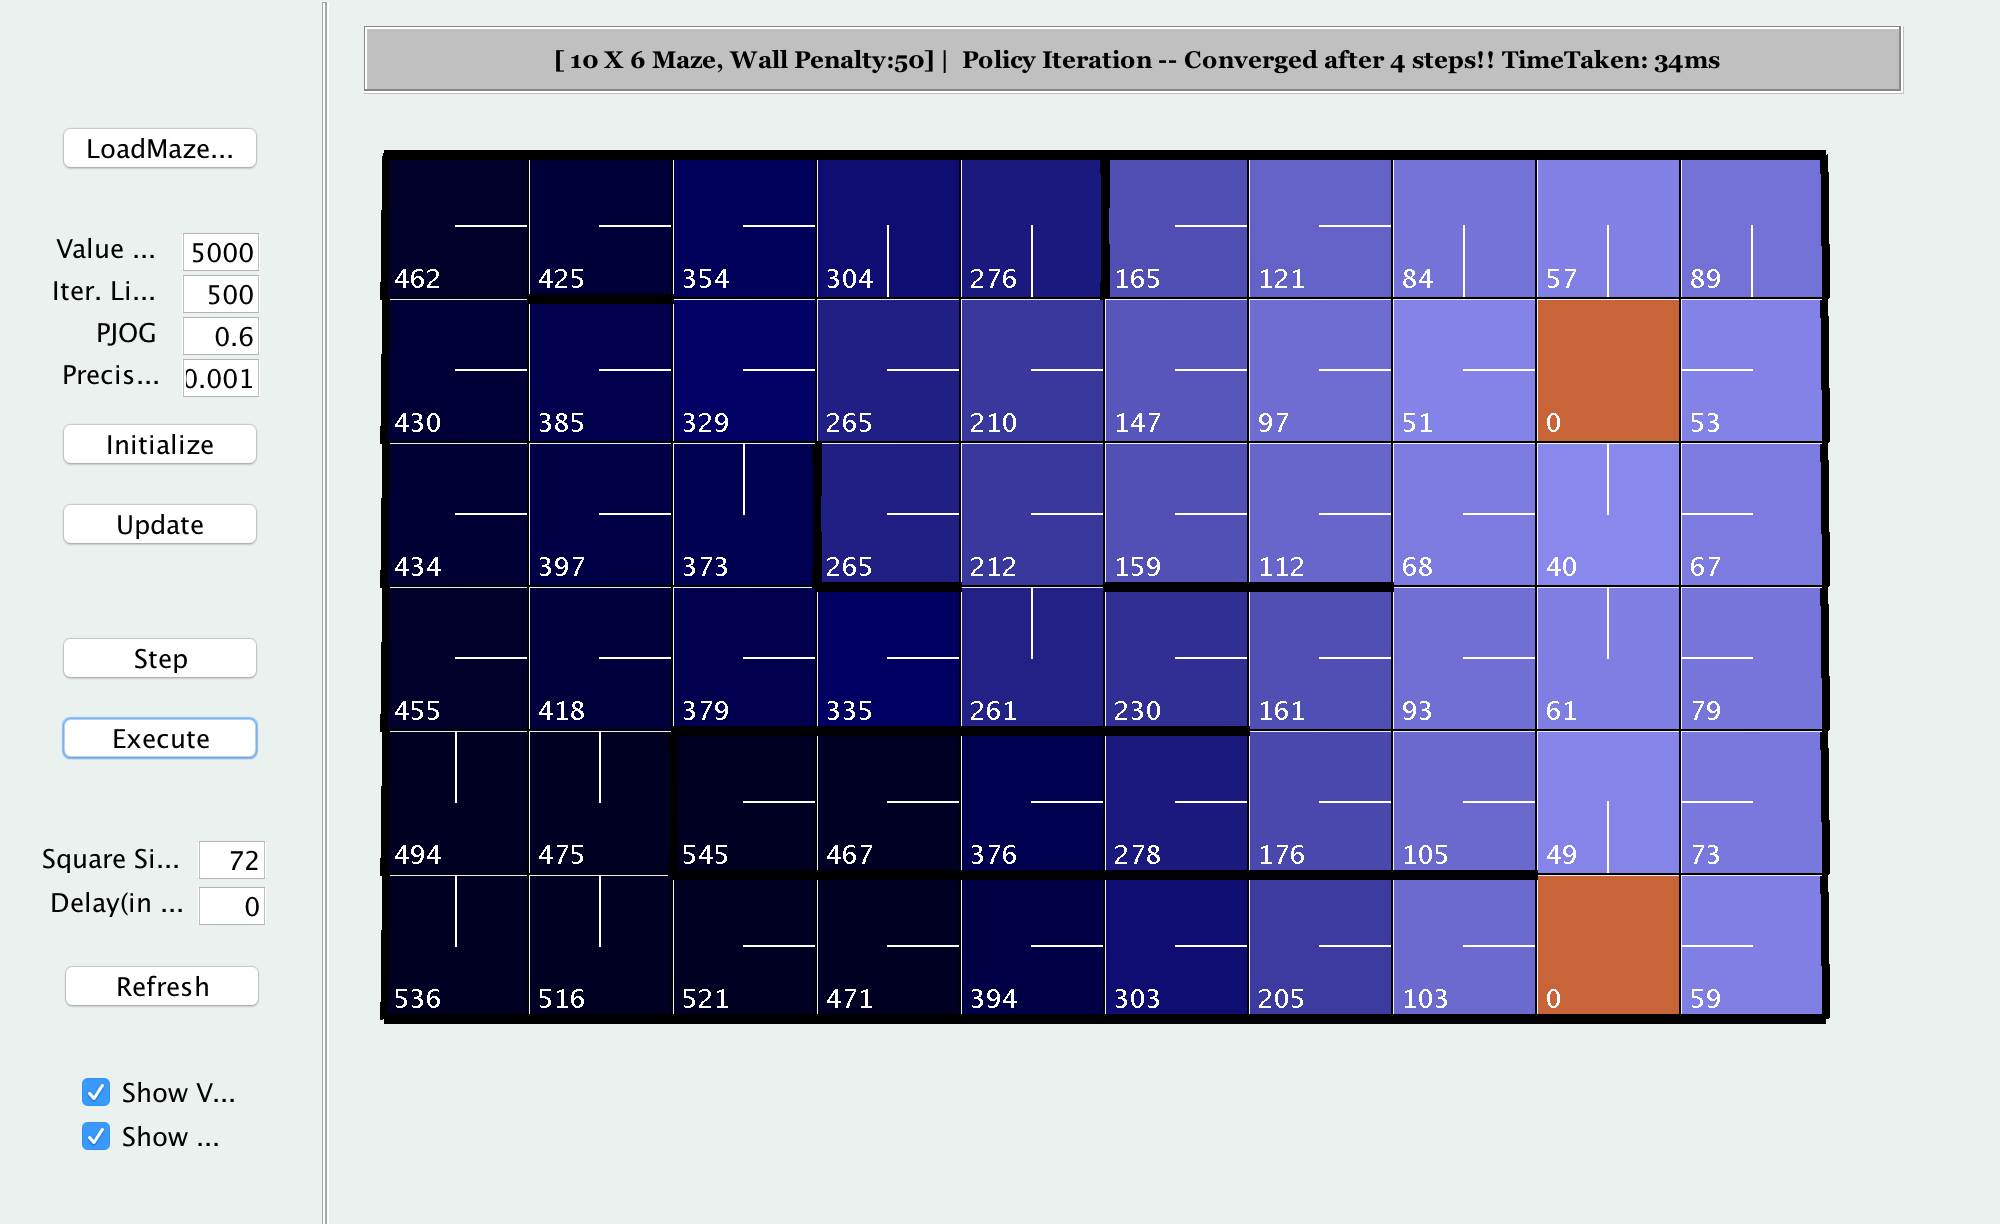 [ 10 X 6 Maze, Wall Penalty:50] | Policy Iteration -- Converged after 4 steps!! TimeTaken: 34ms
LoadMaze...
Value ... 5000
Iter. Li... 500
PJOG 0.6
Precis... 0.001
Initialize
Update
Step
Execute
Square Si... 72
Delay(in ... 0
Refresh
Show V...
Show ...
462 425 354 304 276 165 121 84 57 89
430 385 329 265 210 147 97 51 0 53
434 397 373 265 212 159 112 68 40 67
455 418 379 335 261 230 161 93 61 79
494 475 545 467 376 278 176 105 49 73
536 516 521 471 394 303 205 103 0 59